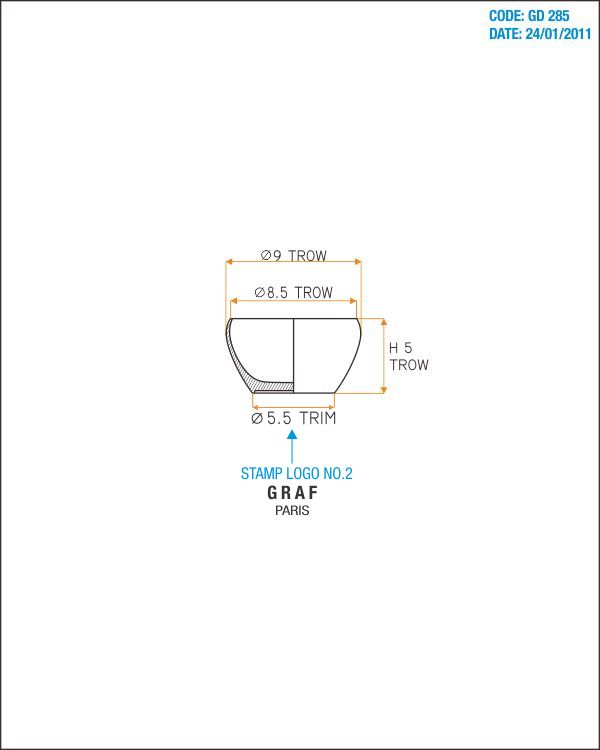 CODE: GD 285
DATE: 24/01/2011
Ø9 TROW
Ø8.5 TROW
H 5
TROW
Ø5.5 TRIM
STAMP LOGO NO.2
GRAF
PARIS